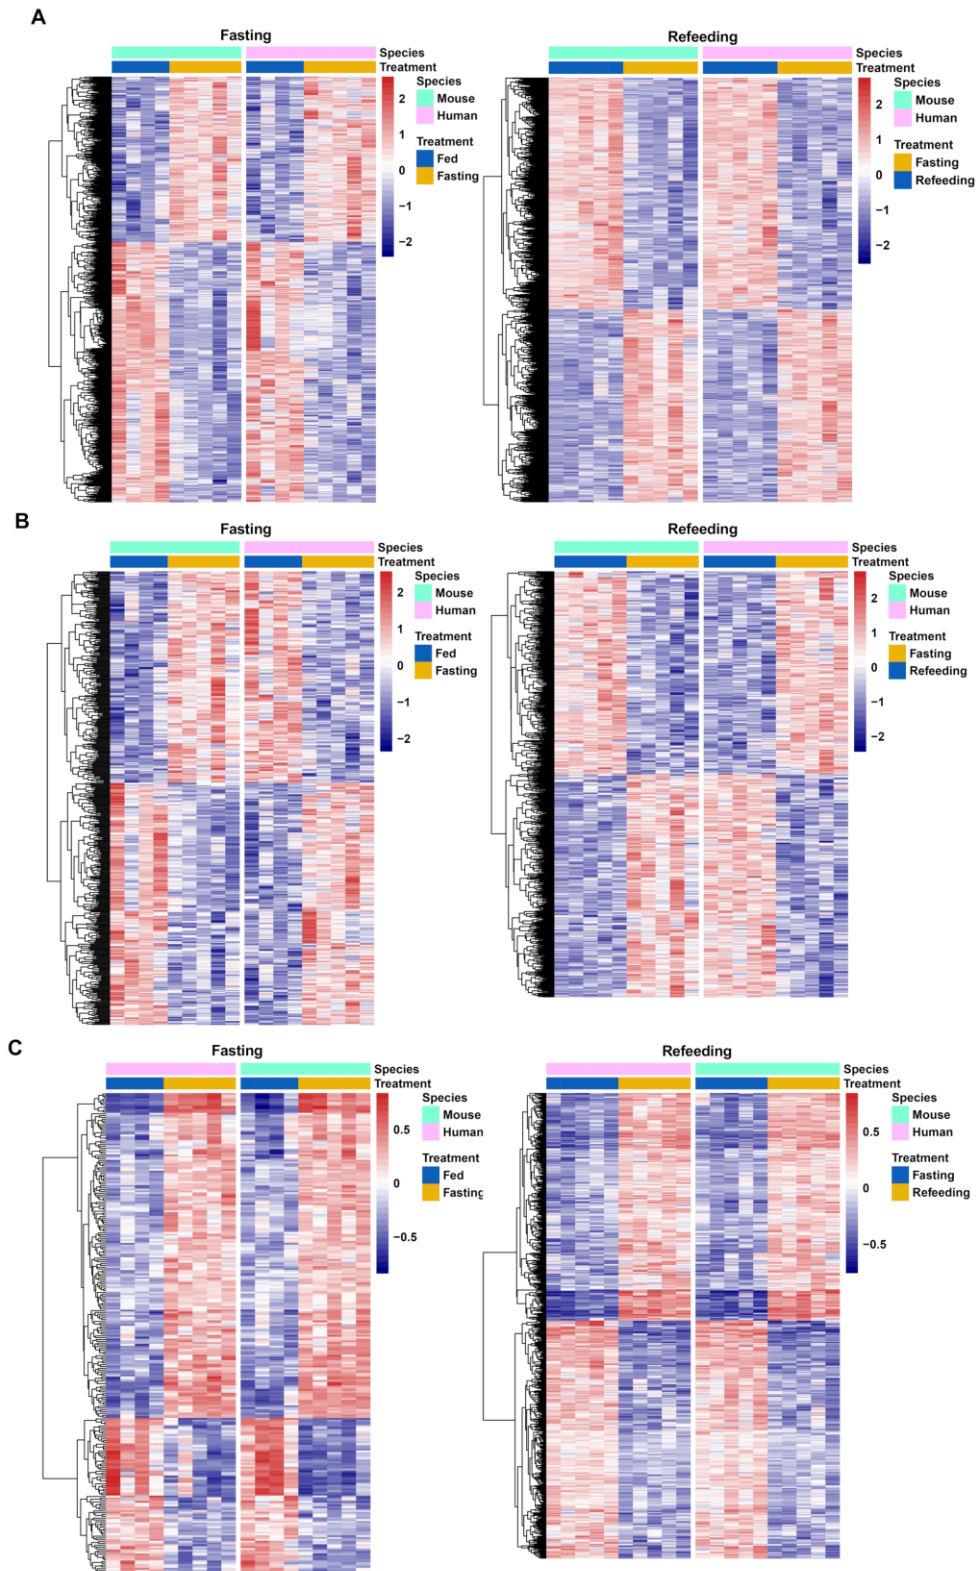 A
Fasting
Species
Treatment
2
1
0
−1
−2
Species
Mouse
Human
Treatment
Fed
Fasting
Refeeding
Species
Treatment
2
1
0
−1
−2
Species
Mouse
Human
Treatment
Fasting
Refeeding
B
Fasting
Species
Treatment
2
1
0
−1
−2
Species
Mouse
Human
Treatment
Fed
Fasting
Refeeding
Species
Treatment
2
1
0
−1
−2
Species
Mouse
Human
Treatment
Fasting
Refeeding
C
Fasting
Species
Treatment
0.5
0
−0.5
Species
Mouse
Human
Treatment
Fed
Fasting
Refeeding
Species
Treatment
0.5
0
−0.5
Species
Mouse
Human
Treatment
Fasting
Refeeding